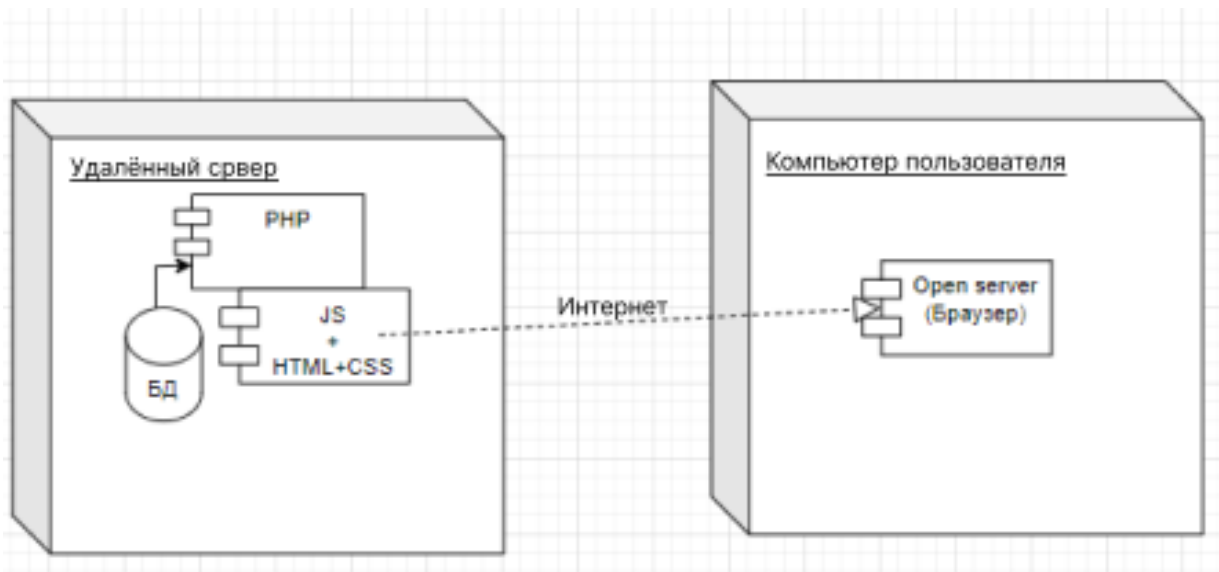 Удалённый срвер
PHP
JS
+
HTML+CSS
БД
Интернет
Компьютер пользователя
Open server
(Браузер)